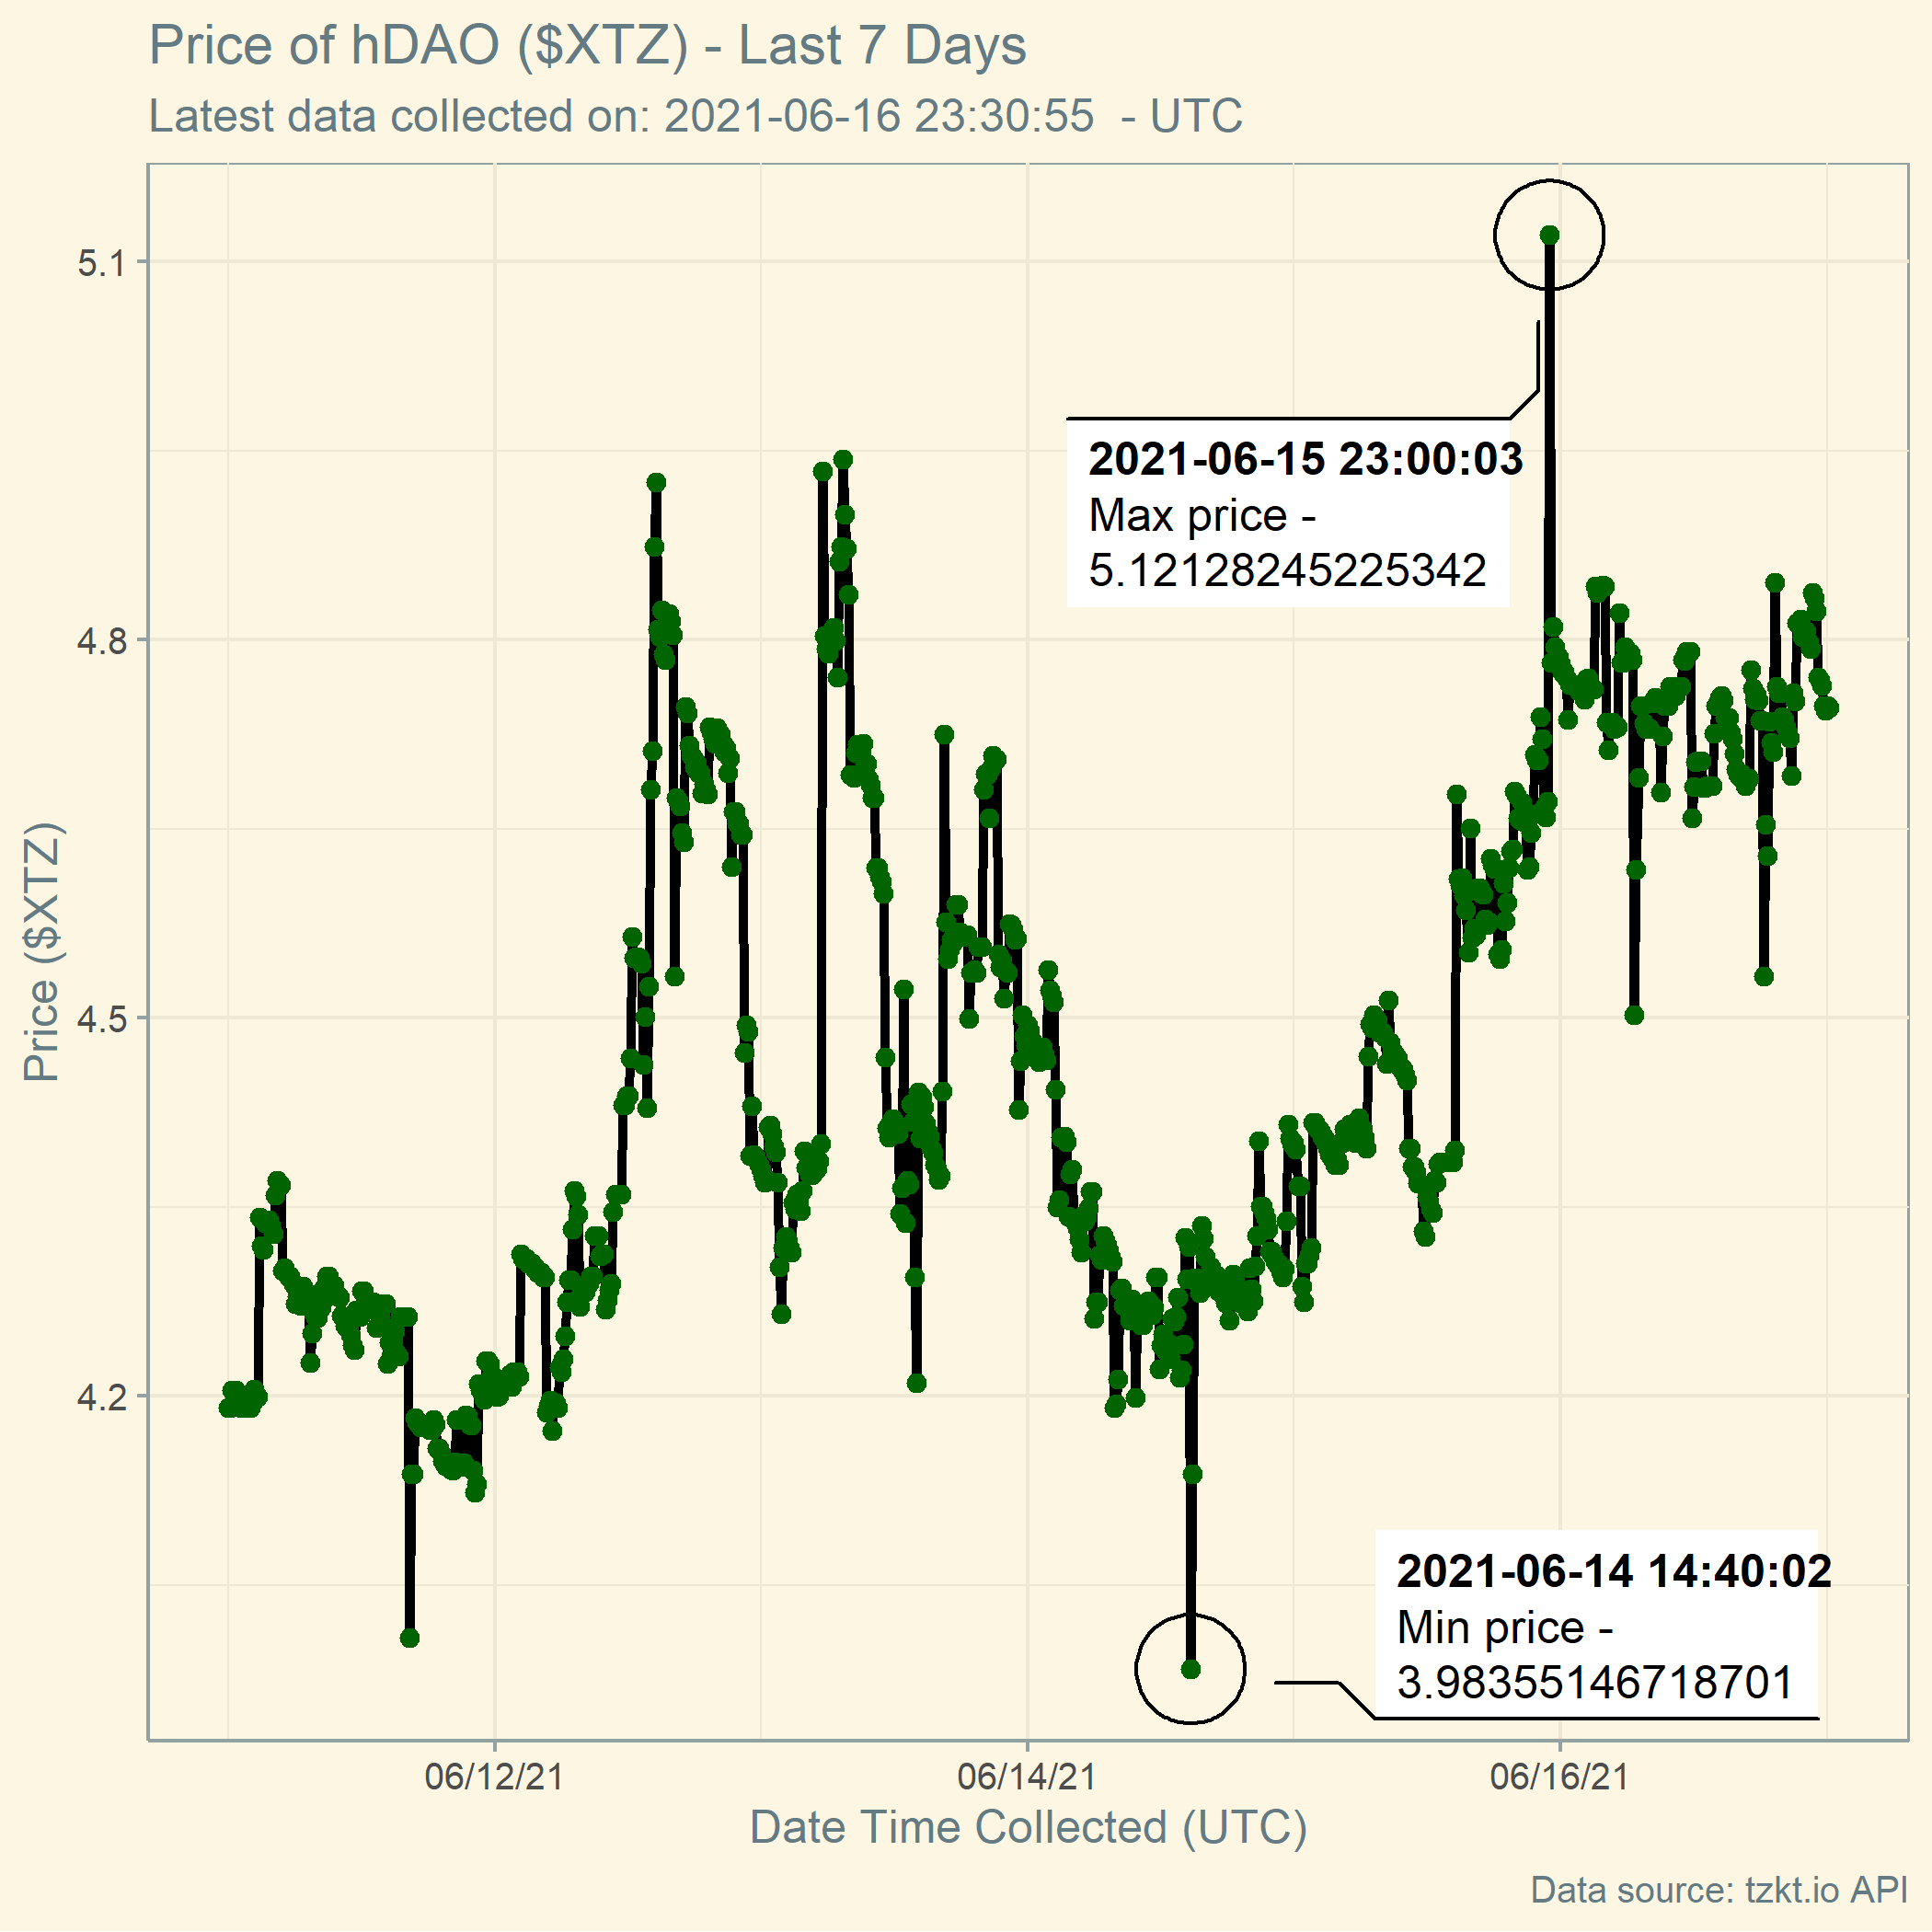 Price of hDAO ($XTZ) - Last 7 Days
Latest data collected on: 2021-06-16 23:30:55  - UTC
5.1
4.8
4.5
4.2
Price ($XTZ)
2021-06-15 23:00:03
Max price -
5.12128245225342
2021-06-14 14:40:02
Min price -
3.98355146718701
06/12/21
06/14/21
06/16/21
Date Time Collected (UTC)
Data source: tzkt.io API